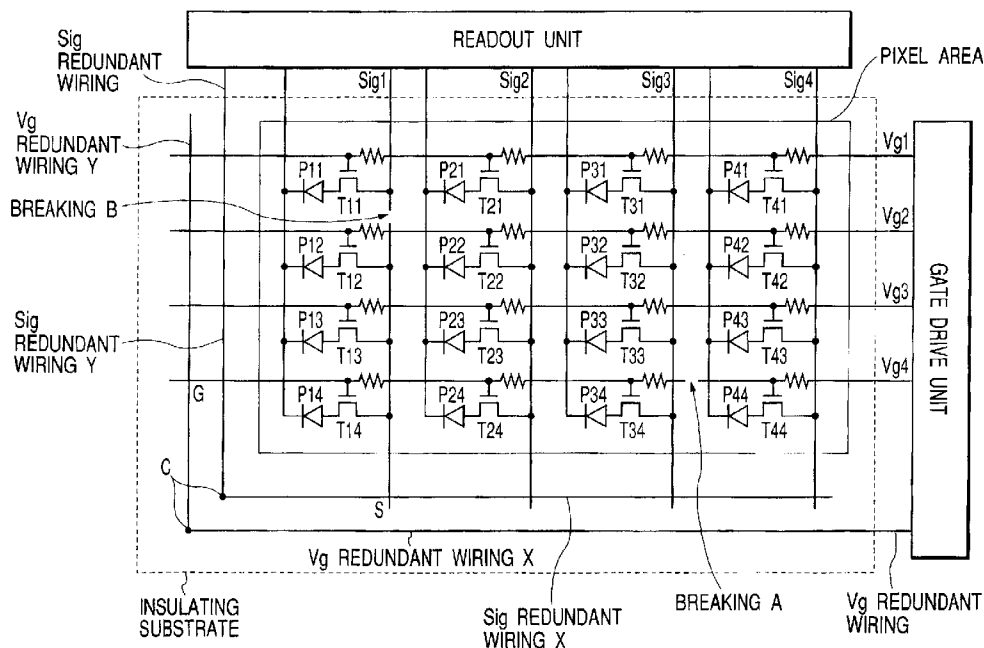 READOUT UNIT
Sig
REDUNDANT
WIRING
PIXEL AREA
Sig1 Sig2 Sig3 Sig4
Vg
REDUNDANT
WIRING Y
Vg1
P11 P21 P31 P41
T11 T21 T31 T41
BREAKING B
Vg2
P12 P22 P32 P42
T12 T22 T32 T42
Vg3
Sig
REDUNDANT
WIRING Y
P13 P23 P33 P43
T13 T23 T33 T43
GATE DRIVE UNIT
G
Vg4
P14 P24 P34 P44
T14 T24 T34 T44
C
S
Vg REDUNDANT WIRING X
INSULATING
SUBSTRATE
Sig REDUNDANT
WIRING X
BREAKING A
Vg REDUNDANT
WIRING